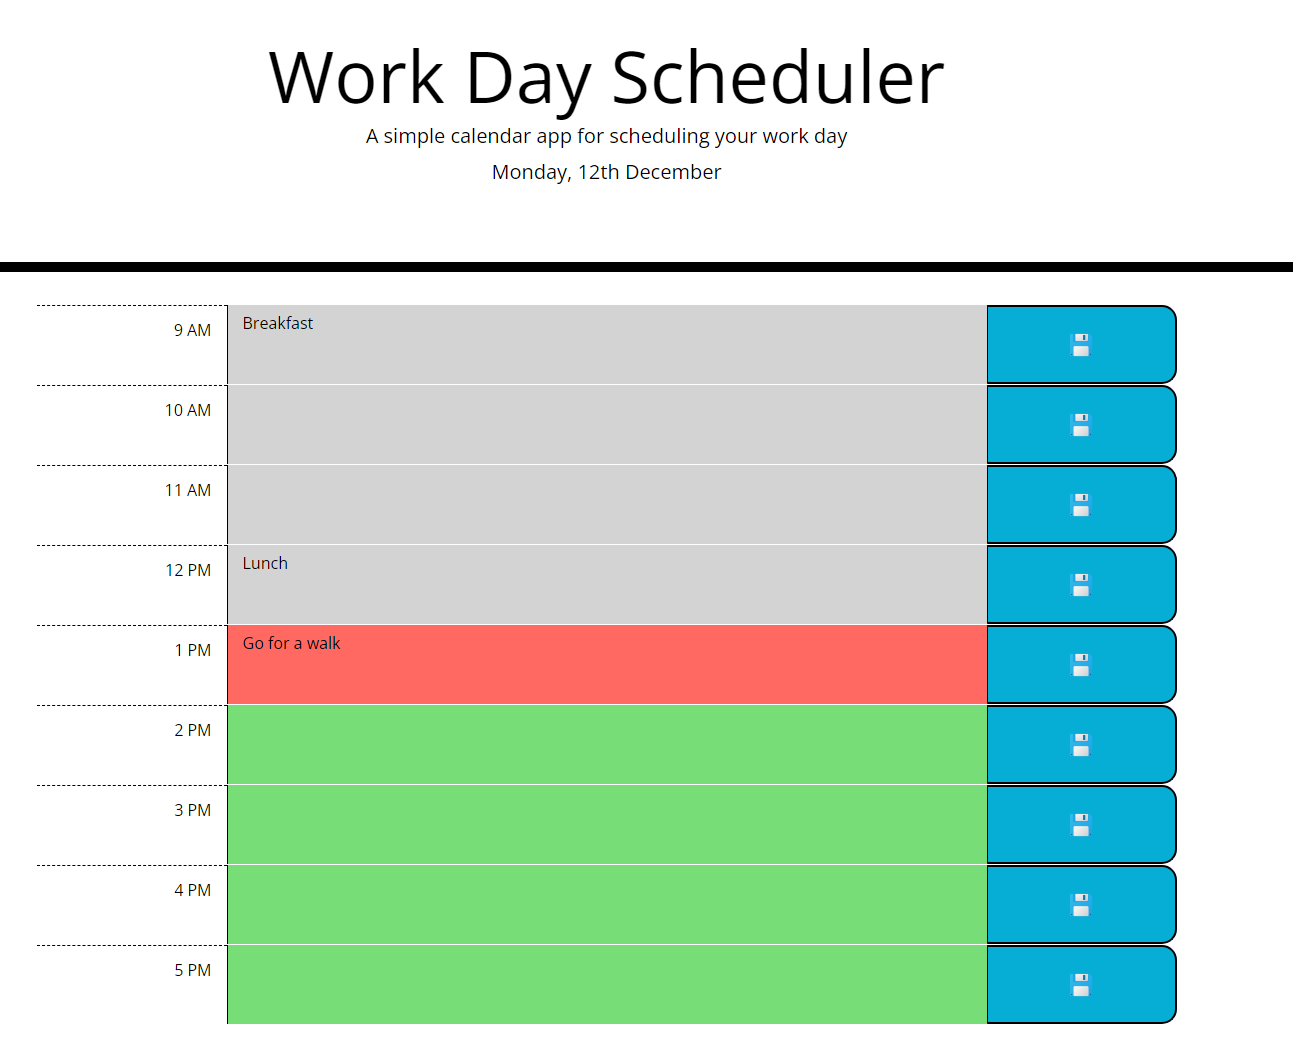 Work Day Scheduler
A simple calendar app for scheduling your work day
Monday, 12th December
9 AM
Breakfast
10 AM
11 AM
12 PM
Lunch
1 PM
Go for a walk
2 PM
3 PM
4 PM
5 PM